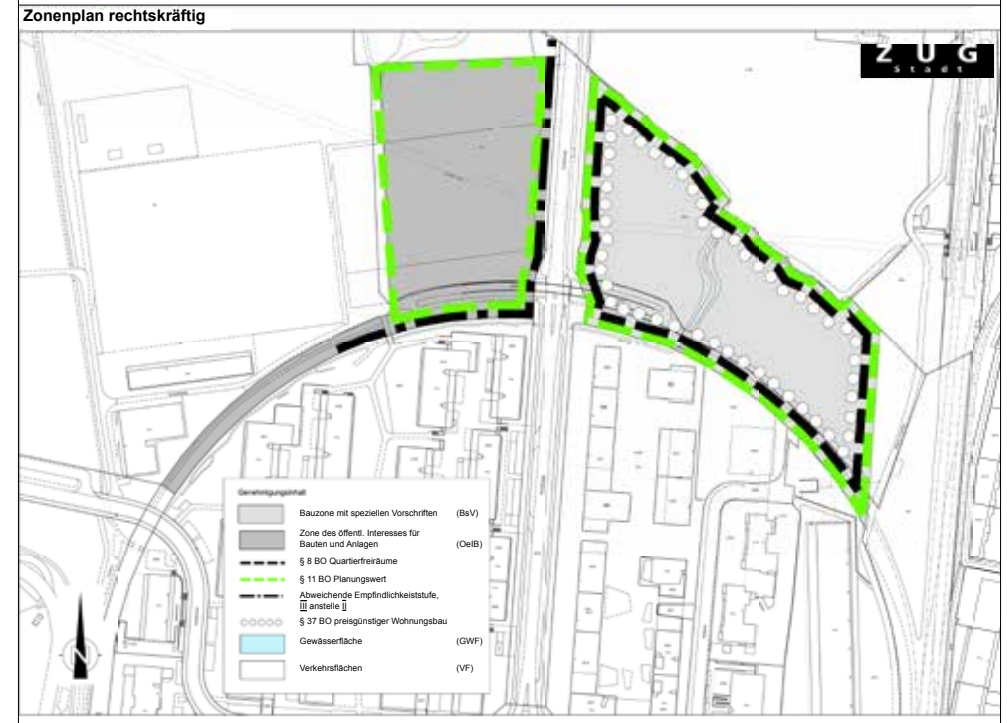 Zonenplan rechtskräftig
ZUG
Stadt
Genehmigungsinhalt
Bauzone mit speziellen Vorschriften (BsV)
Zone des öffentl. Interesses für
Bauten und Anlagen (OeIB)
§ 8 BO Quartierfreiräume
§ 11 BO Planungswert
Abweichende Empfindlichkeitsstufe,
III anstelle II
§ 37 BO preisgünstiger Wohnungsbau
Gewässerfläche (GWF)
Verkehrsflächen (VF)
N